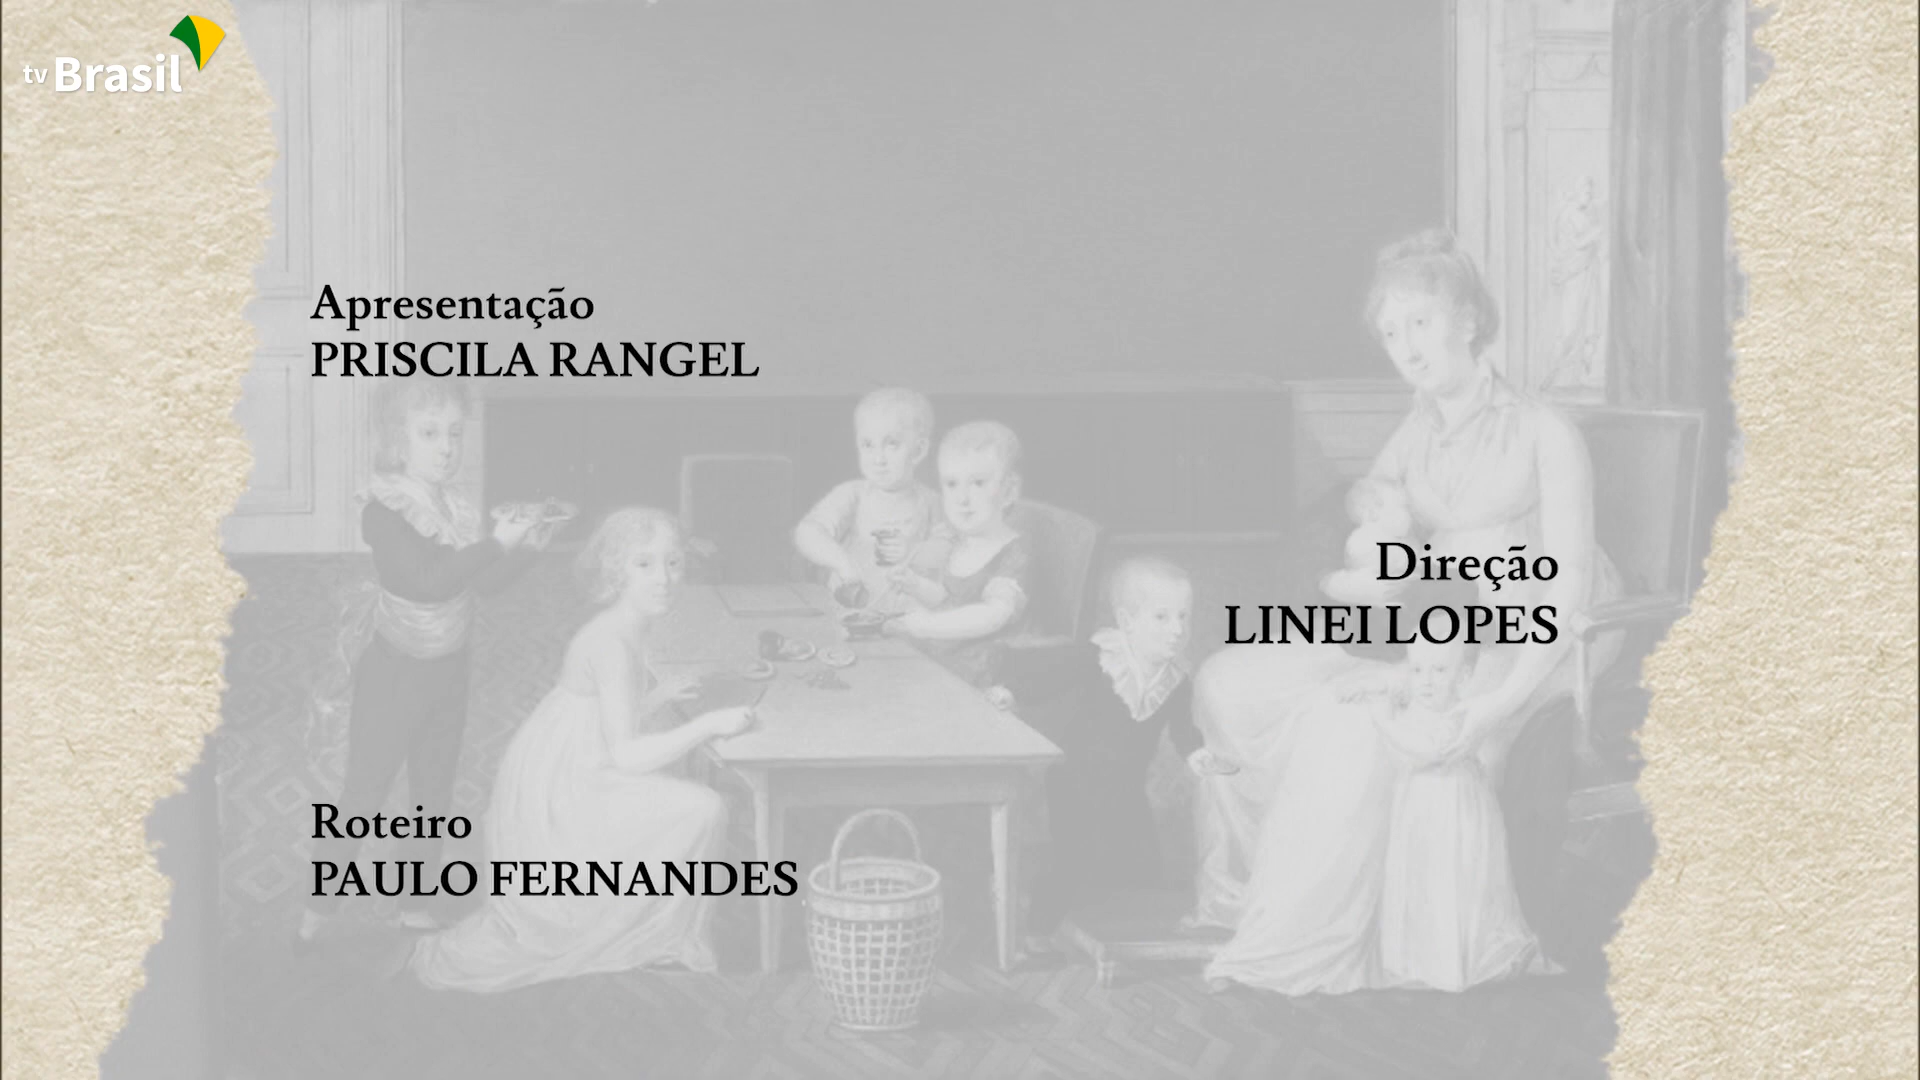 tv Brasil
Apresentação
PRISCILA RANGEL
Direção
LINEI LOPES
Roteiro
PAULO FERNANDES